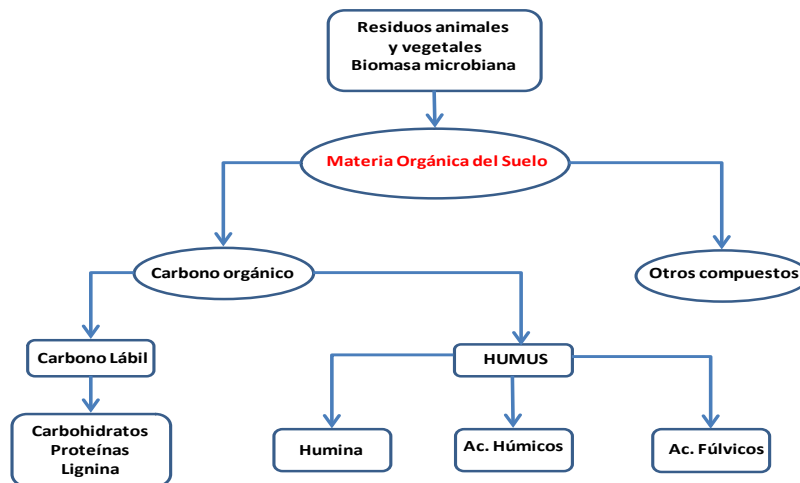 Residuos animales
y vegetales
Biomasa microbiana
Materia Orgánica del Suelo
Carbono orgánico
Otros compuestos
Carbono Lábil
HUMUS
Carbohidratos
Proteínas
Lignina
Humina
Ac. Húmicos
Ac. Fúlvicos